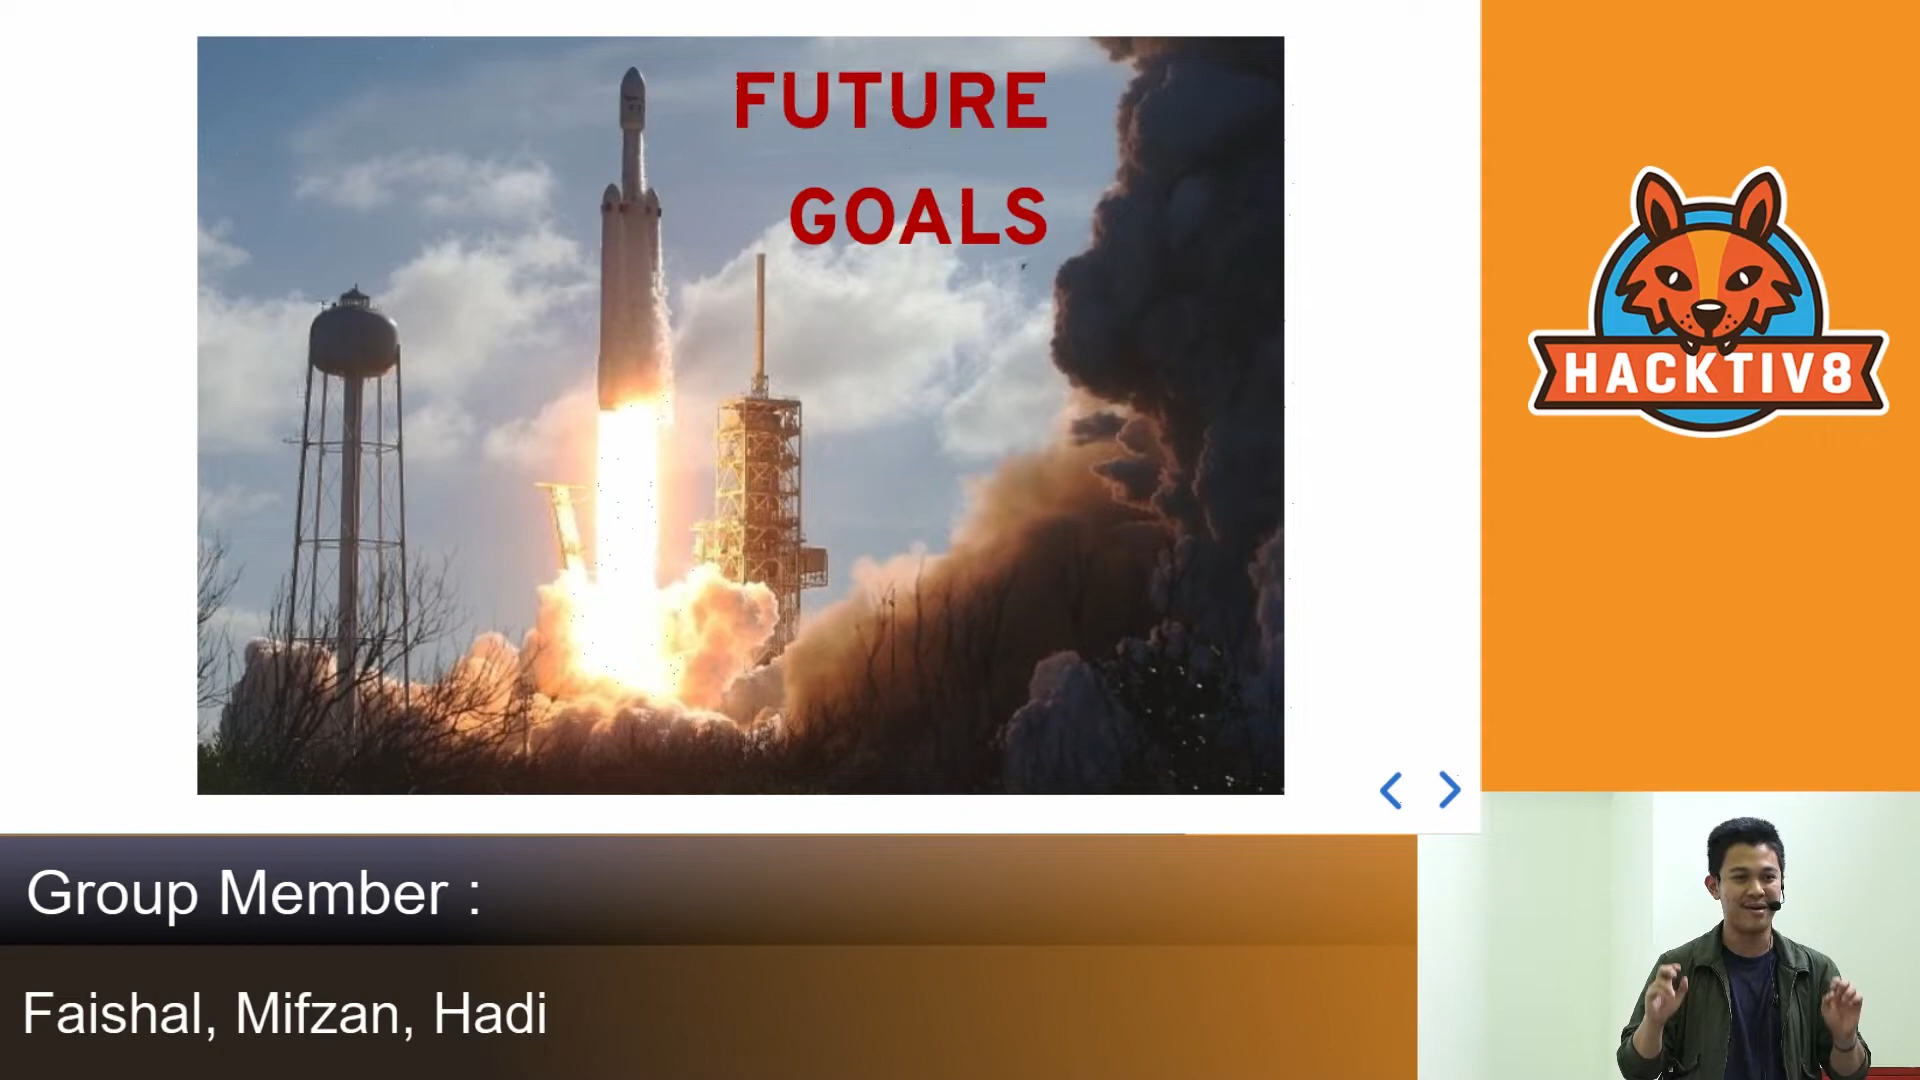 FUTURE
GOALS
HACKTIV8
Group Member :
Faishal, Mifzan, Hadi